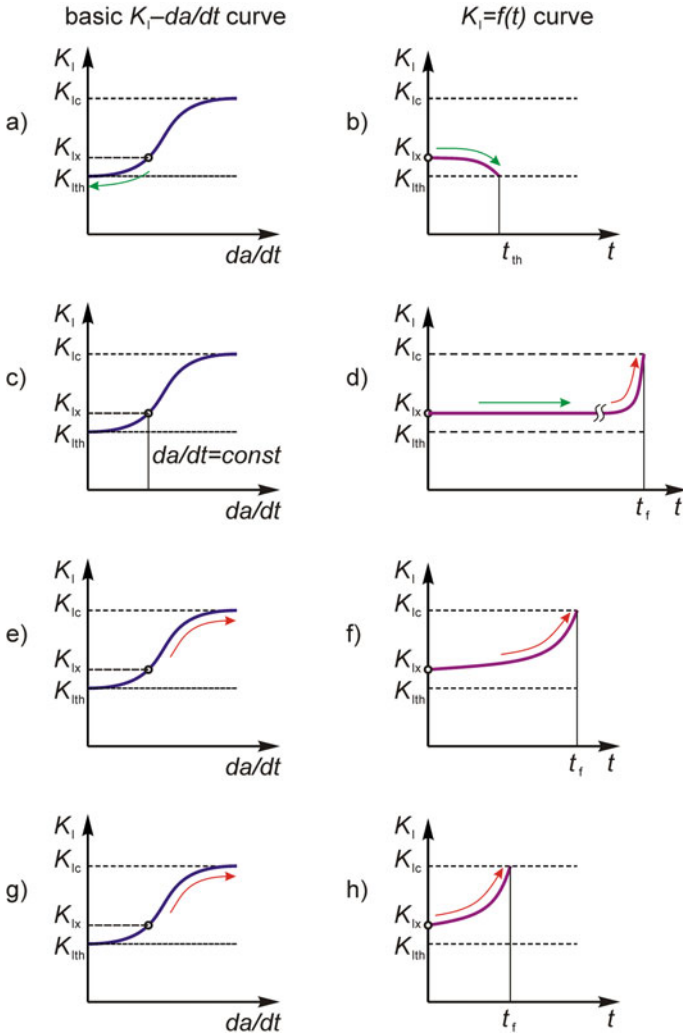 basic K_I–da/dt curve
K_I=f(t) curve
a)
K_I
K_Ic
K_Ix
K_Ith
da/dt
b)
K_I
K_Ic
K_Ix
K_Ith
t_th
t
c)
K_I
K_Ic
K_Ix
K_Ith
da/dt=const
da/dt
d)
K_I
K_Ic
K_Ix
K_Ith
t_f
t
e)
K_I
K_Ic
K_Ix
K_Ith
da/dt
f)
K_I
K_Ic
K_Ix
K_Ith
t_f
t
g)
K_I
K_Ic
K_Ix
K_Ith
da/dt
h)
K_I
K_Ic
K_Ix
K_Ith
t_f
t